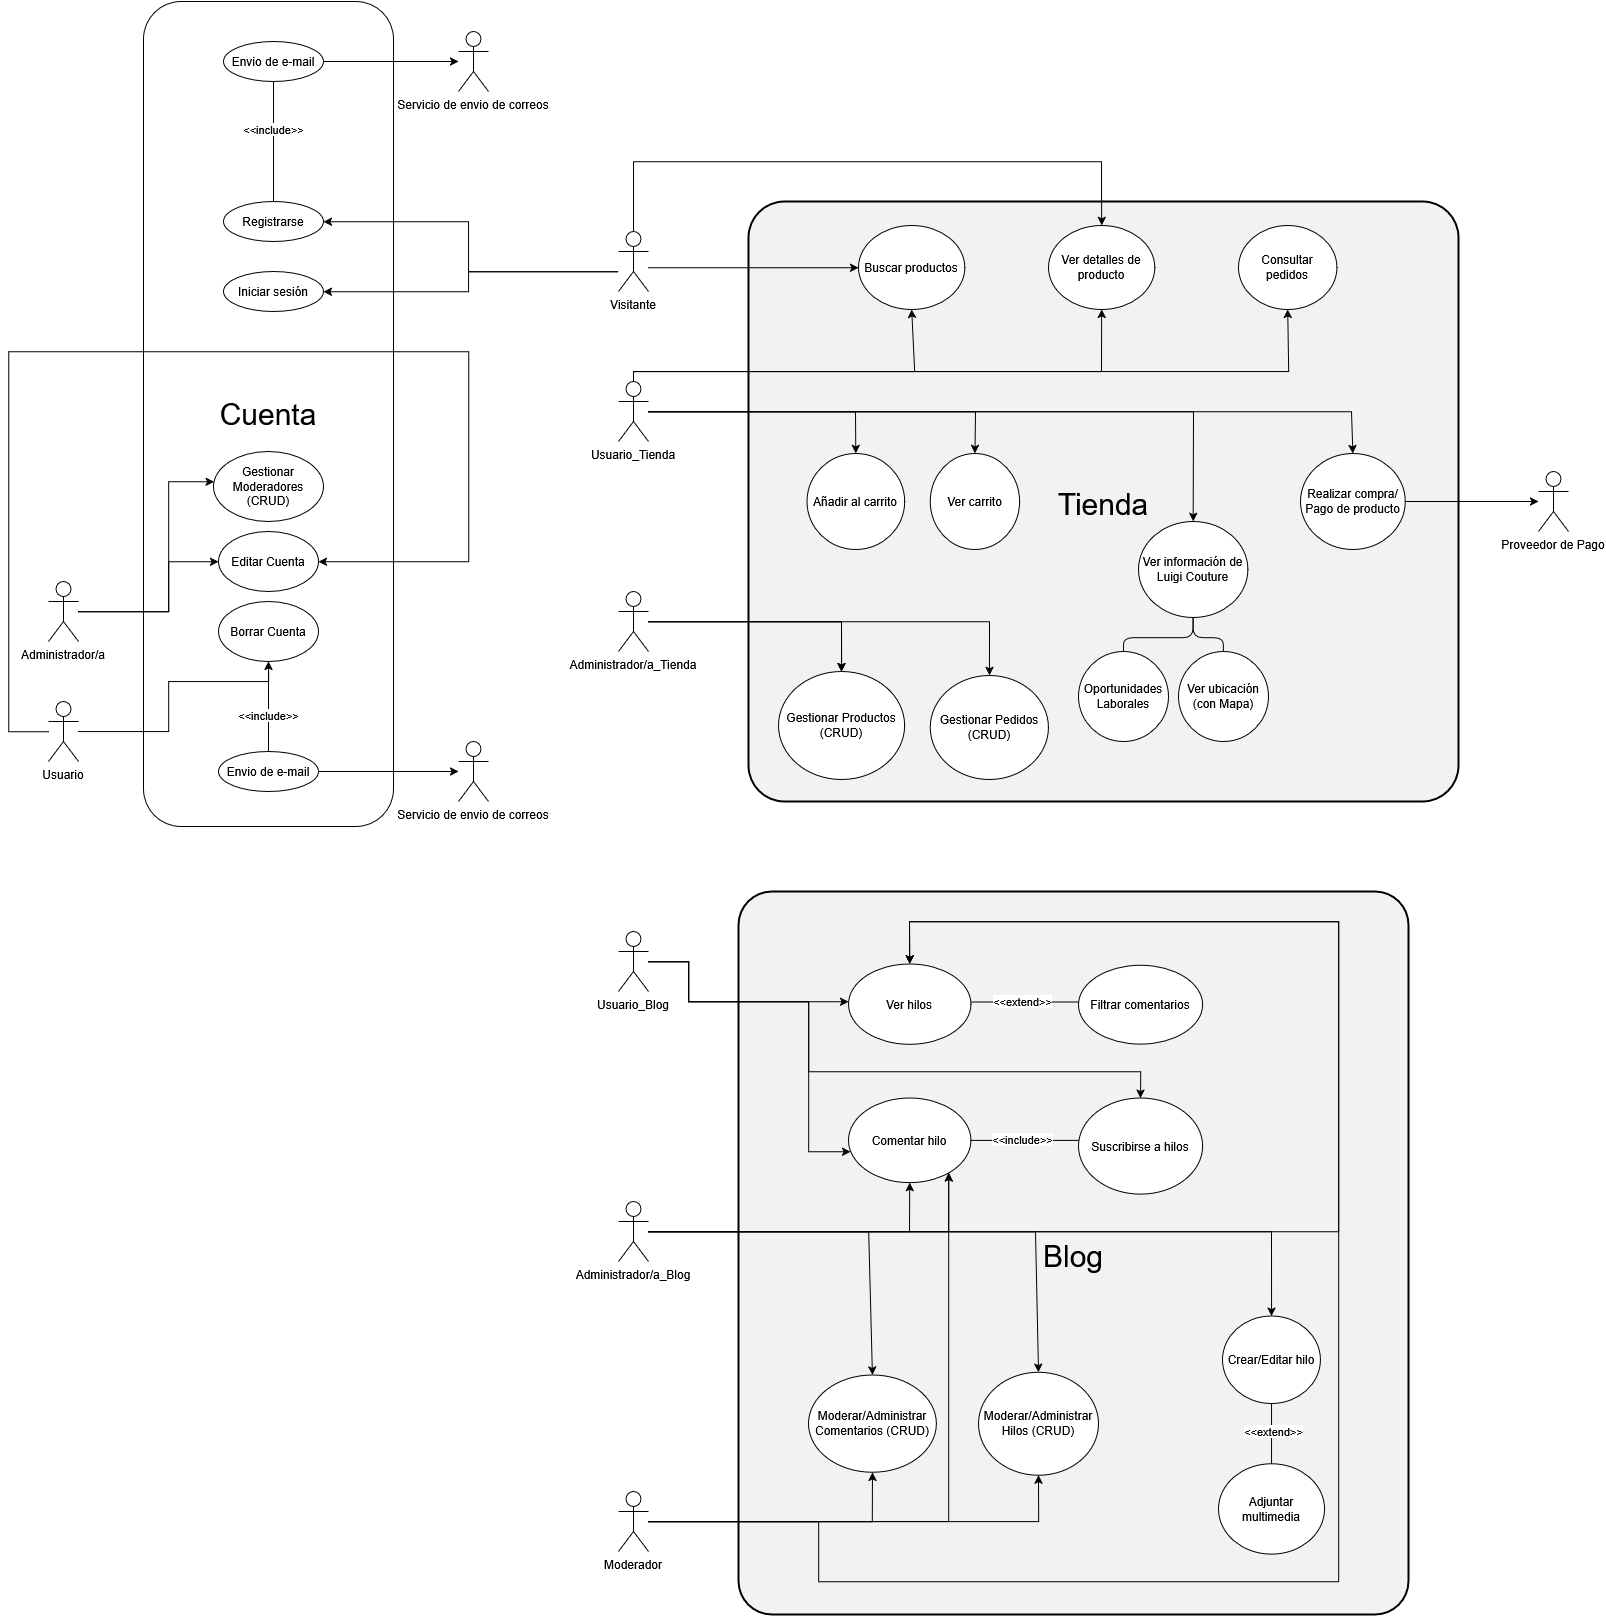 Envio de e-mail
Servicio de envio de correos
<<include>>
Registrarse
Iniciar sesión
Visitante
Cuenta
Gestionar
Moderadores
(CRUD)
Editar Cuenta
Borrar Cuenta
Administrador/a
<<include>>
Usuario
Envio de e-mail
Servicio de envio de correos
Buscar productos
Ver detalles de
producto
Consultar
pedidos
Usuario_Tienda
Añadir al carrito
Ver carrito
Tienda
Realizar compra/
Pago de producto
Proveedor de Pago
Ver información de
Luigi Couture
Administrador/a_Tienda
Gestionar Productos
(CRUD)
Gestionar Pedidos
(CRUD)
Oportunidades
Laborales
Ver ubicación
(con Mapa)
Usuario_Blog
Ver hilos
<<extend>>
Filtrar comentarios
Comentar hilo
<<include>>
Suscribirse a hilos
Administrador/a_Blog
Blog
Crear/Editar hilo
Moderar/Administrar
Comentarios (CRUD)
Moderar/Administrar
Hilos (CRUD)
<<extend>>
Adjuntar
multimedia
Moderador